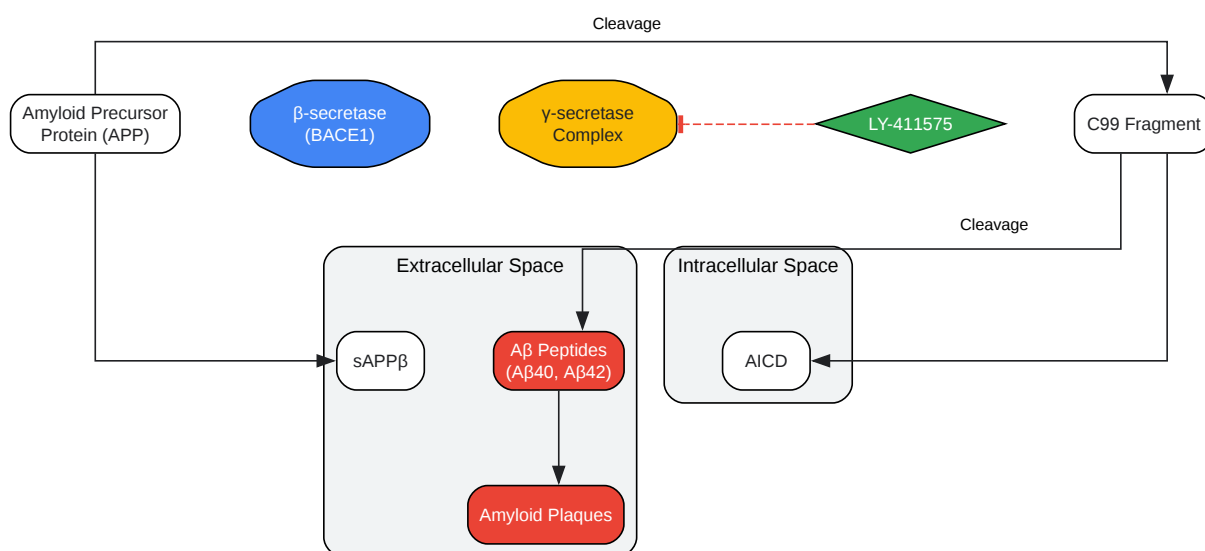 Cleavage
Amyloid Precursor
Protein (APP)
β-secretase
(BACE1)
γ-secretase
Complex
LY-411575
C99 Fragment
Cleavage
Extracellular Space
Intracellular Space
sAPPβ
Aβ Peptides
(Aβ40, Aβ42)
AICD
Amyloid Plaques